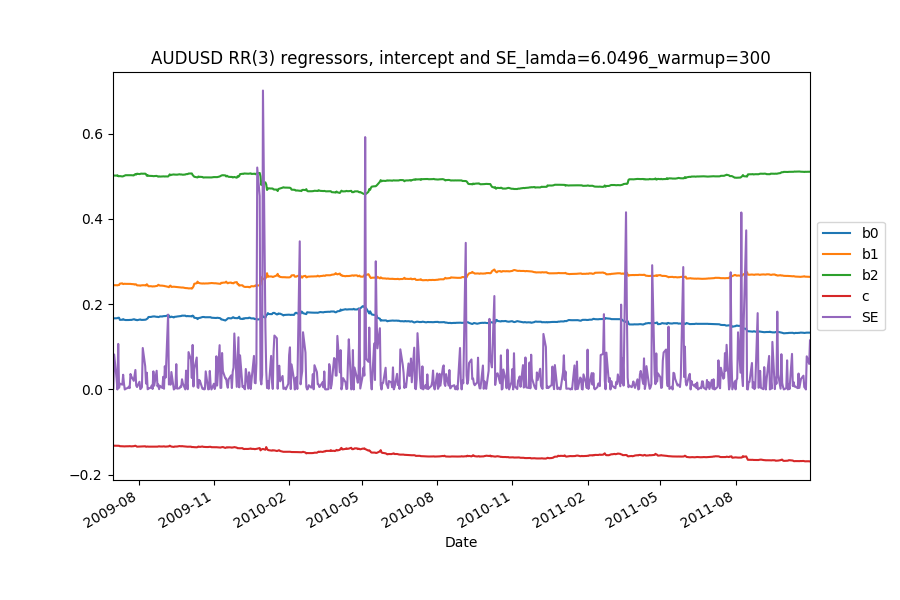 AUDUSD RR(3) regressors, intercept and SE_lamda=6.0496_warmup=300
0.6
0.4
0.2
0.0
−0.2
b0
b1
b2
c
SE
2009-08
2009-11
2010-02
2010-05
2010-08
2010-11
2011-02
2011-05
2011-08
Date